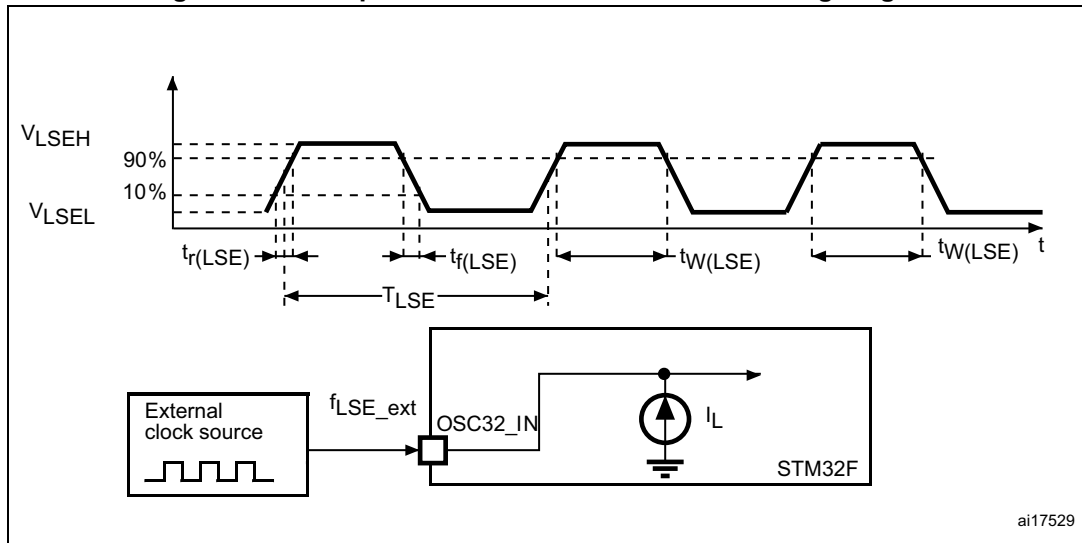 VLSEH
90%
10%
VLSEL
tr(LSE)
tf(LSE)
tW(LSE)
tW(LSE)
t
TLSE
External
clock source
fLSE_ext
OSC32_IN
IL
STM32F
ai17529